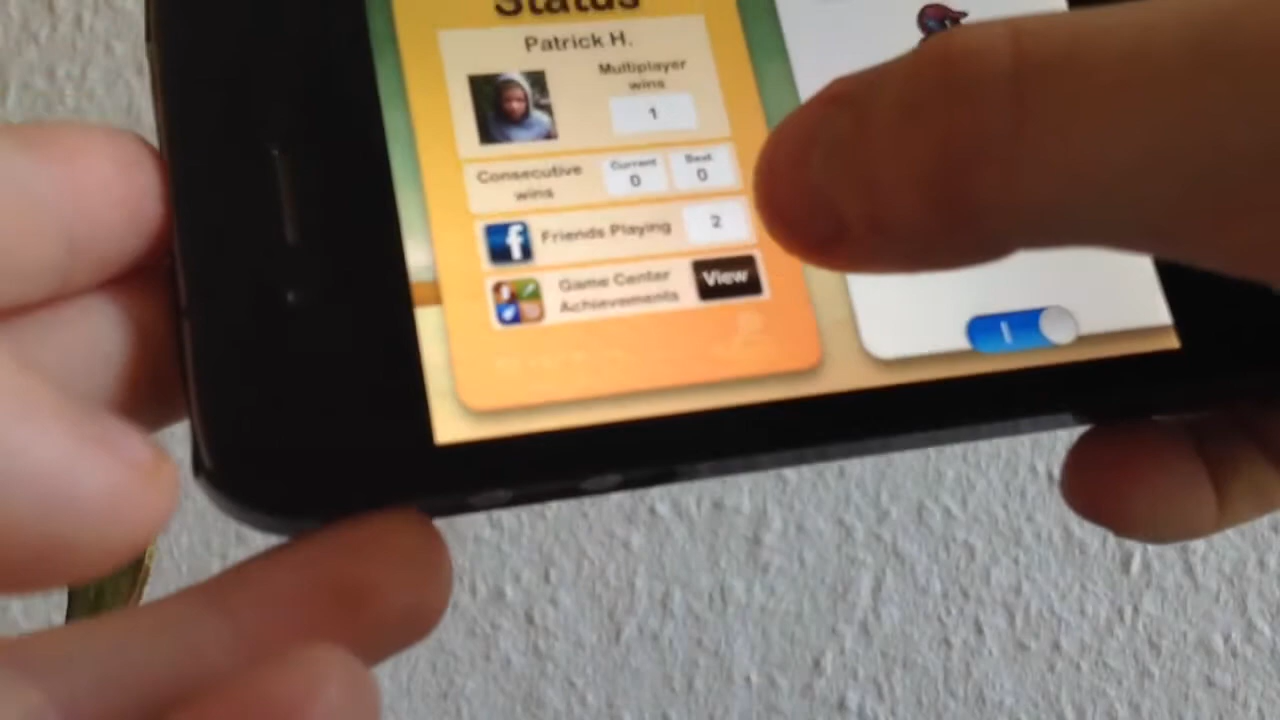 Status
Patrick H.
Multiplayer
wins
1
Consecutive
wins
Current
0
Best
0
f
Friends Playing
2
Game Center
Achievements
View